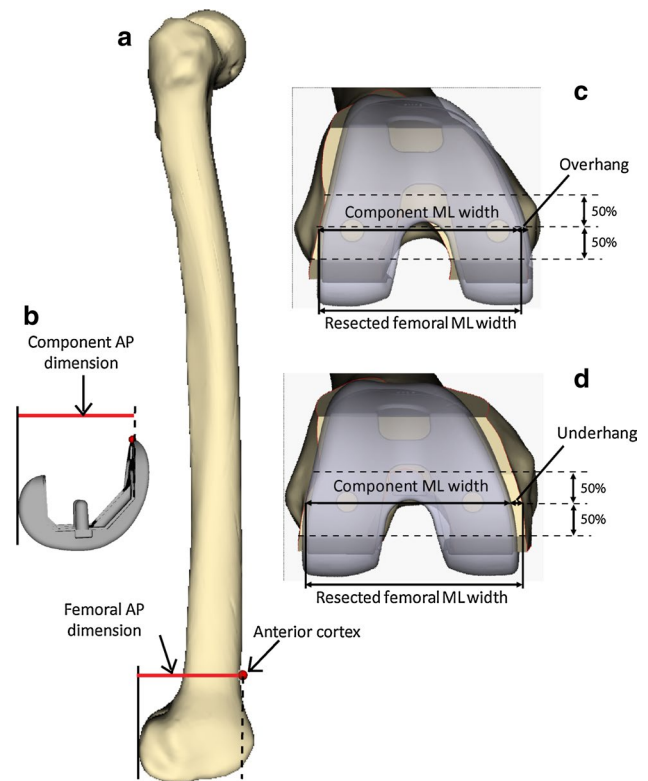 a
b
Component AP
dimension
Femoral AP
dimension
Anterior cortex
c
Overhang
Component ML width
50%
50%
Resected femoral ML width
d
Underhang
Component ML width
50%
50%
Resected femoral ML width